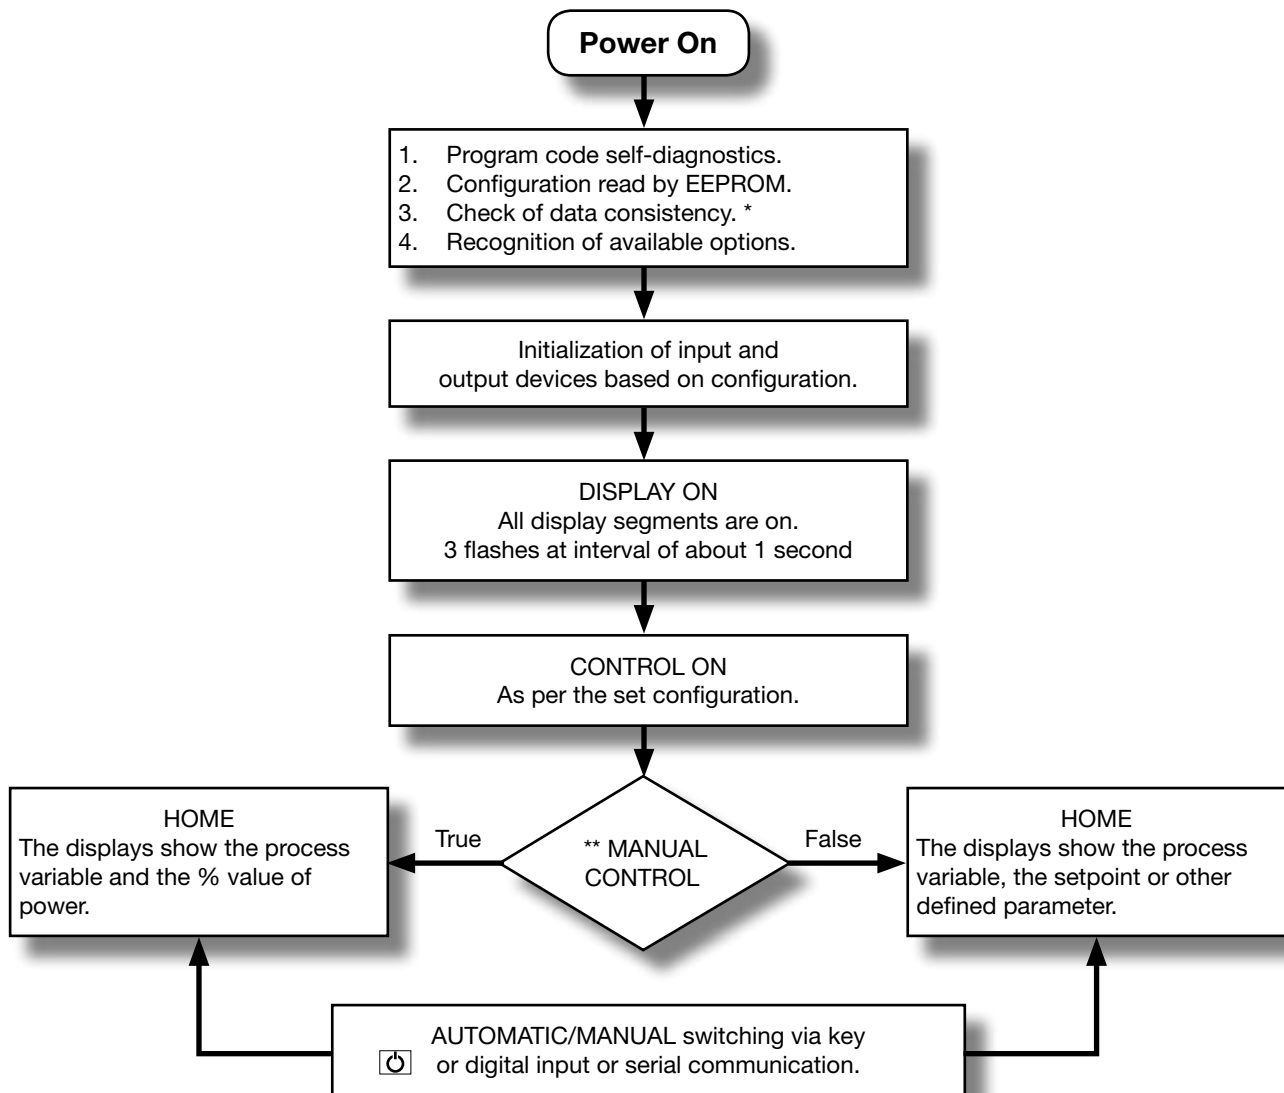 Power On
1. Program code self-diagnostics.
2. Configuration read by EEPROM.
3. Check of data consistency. *
4. Recognition of available options.
Initialization of input and
output devices based on configuration.
DISPLAY ON
All display segments are on.
3 flashes at interval of about 1 second
CONTROL ON
As per the set configuration.
HOME
The displays show the process
variable and the % value of
power.
True
** MANUAL
CONTROL
False
HOME
The displays show the process
variable, the setpoint or other
defined parameter.
AUTOMATIC/MANUAL switching via key
or digital input or serial communication.